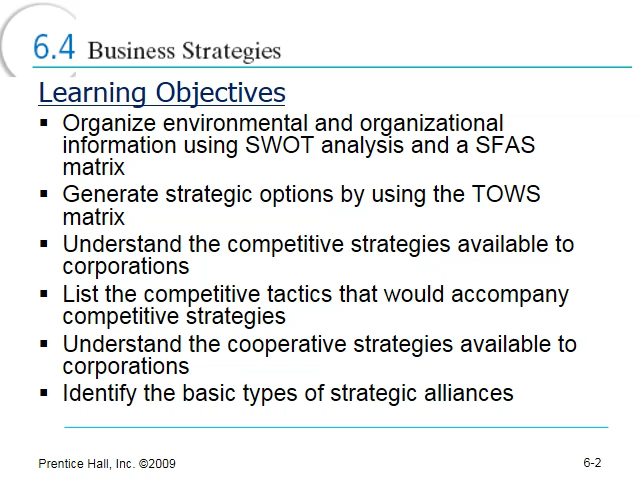 6.4 Business Strategies
Learning Objectives
▪ Organize environmental and organizational
information using SWOT analysis and a SFAS
matrix
▪ Generate strategic options by using the TOWS
matrix
▪ Understand the competitive strategies available to
corporations
▪ List the competitive tactics that would accompany
competitive strategies
▪ Understand the cooperative strategies available to
corporations
▪ Identify the basic types of strategic alliances
Prentice Hall, Inc. ©2009
6-2